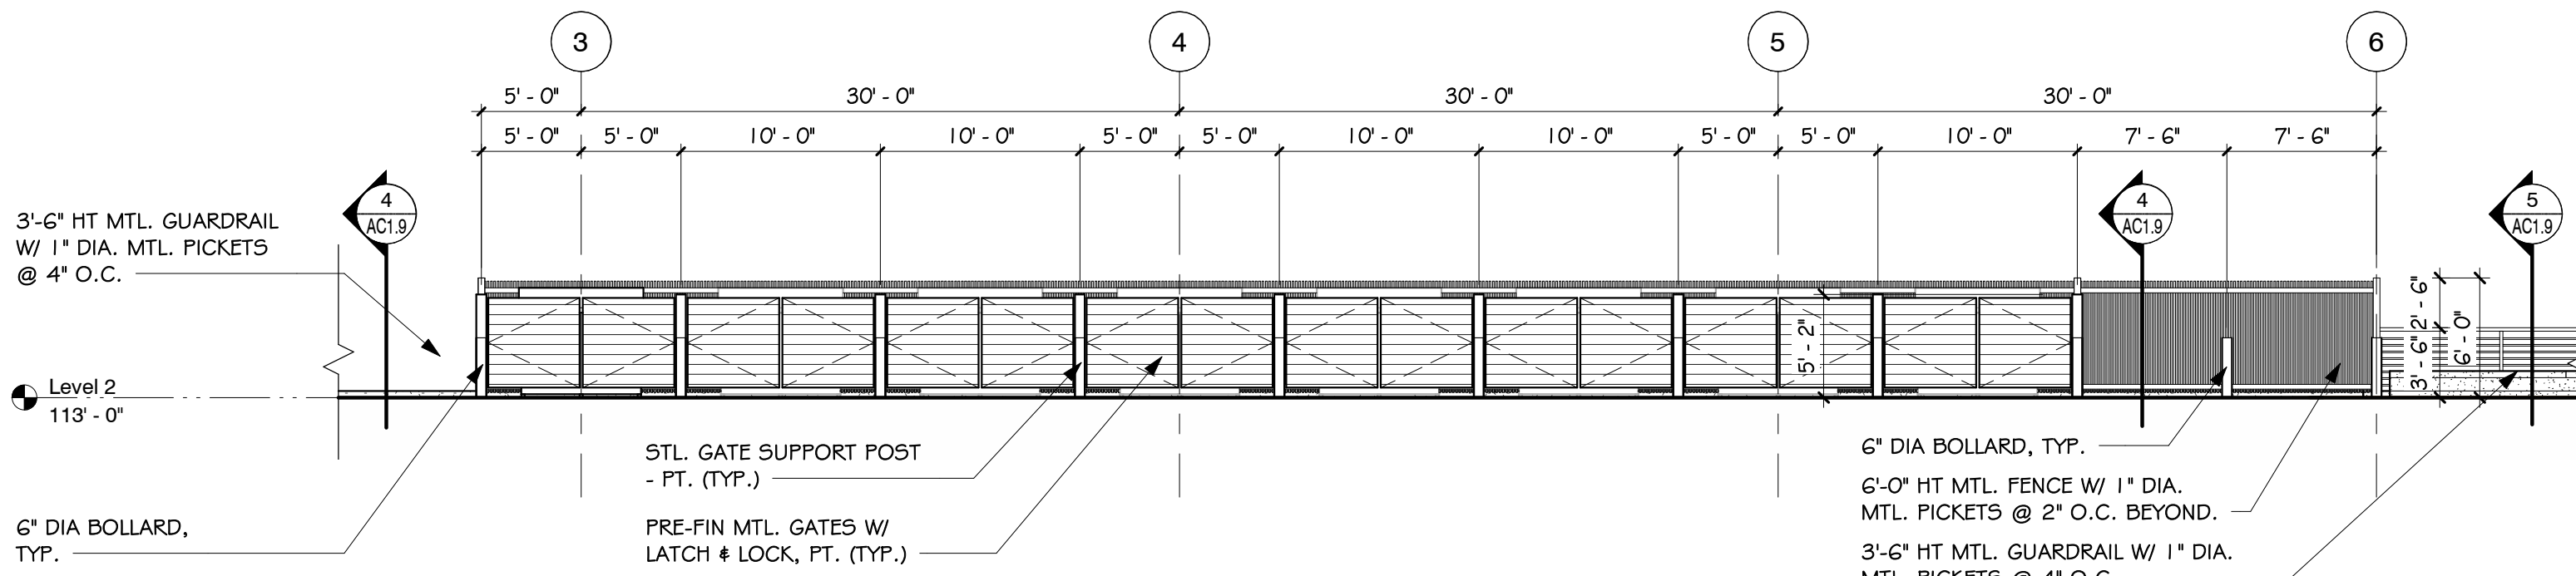 3
4
5
6
5' - 0"
30' - 0"
30' - 0"
30' - 0"
5' - 0"
5' - 0"
10' - 0"
10' - 0"
5' - 0"
5' - 0"
10' - 0"
10' - 0"
5' - 0"
5' - 0"
10' - 0"
7' - 6"
7' - 6"
4
AC1.9
4
AC1.9
5
AC1.9
3'-6" HT MTL. GUARDRAIL
W/ 1" DIA. MTL. PICKETS
@ 4" O.C.
5' - 2"
2' - 6"
3' - 6"
6' - 0"
Level 2
113' - 0"
STL. GATE SUPPORT POST
- PT. (TYP.)
6" DIA BOLLARD,
TYP.
PRE-FIN MTL. GATES W/
LATCH & LOCK, PT. (TYP.)
6" DIA BOLLARD, TYP.
6'-0" HT MTL. FENCE W/ 1" DIA.
MTL. PICKETS @ 2" O.C. BEYOND.
3'-6" HT MTL. GUARDRAIL W/ 1" DIA.
MTL. PICKETS @ 4" O.C.